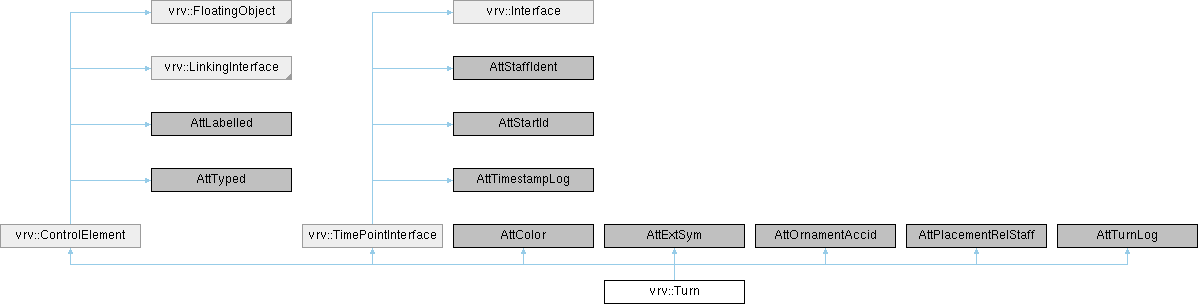 vrv::FloatingObject
vrv::Interface
vrv::LinkingInterface
AttStaffIdent
AttLabelled
AttStartId
AttTyped
AttTimestampLog
vrv::ControlElement
vrv::TimePointInterface
AttColor
AttExtSym
AttOrnamentAccid
AttPlacementRelStaff
AttTurnLog
vrv::Turn